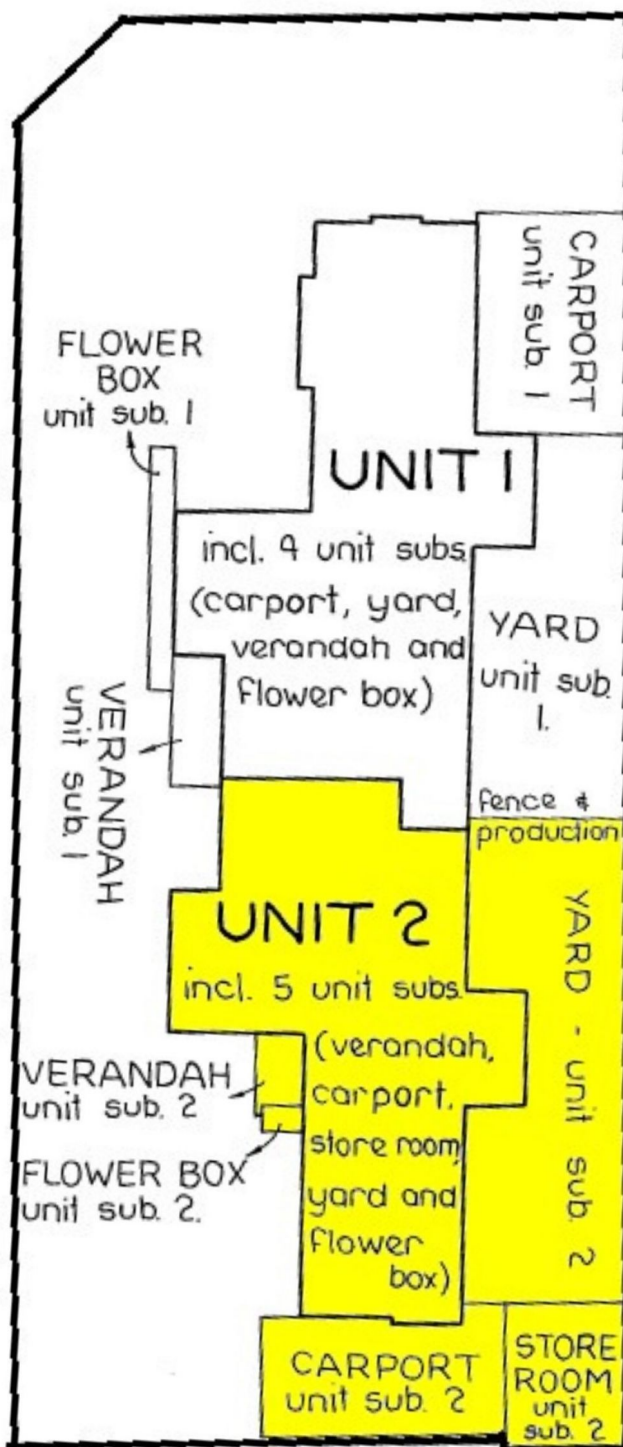 CARPORT
unit sub. 1
FLOWER
BOX
unit sub. 1
UNIT 1
incl. 4 unit subs.
(carport, yard,
verandah and
flower box)
YARD
unit sub.
1.
VERANDAH
unit sub. 1
fence &
production
UNIT 2
incl. 5 unit subs.
(verandah,
carport,
store room,
yard and
flower
box)
YARD - unit sub. 2
VERANDAH
unit sub. 2
FLOWER BOX
unit sub. 2.
CARPORT
unit sub. 2
STORE
ROOM
unit
sub. 2